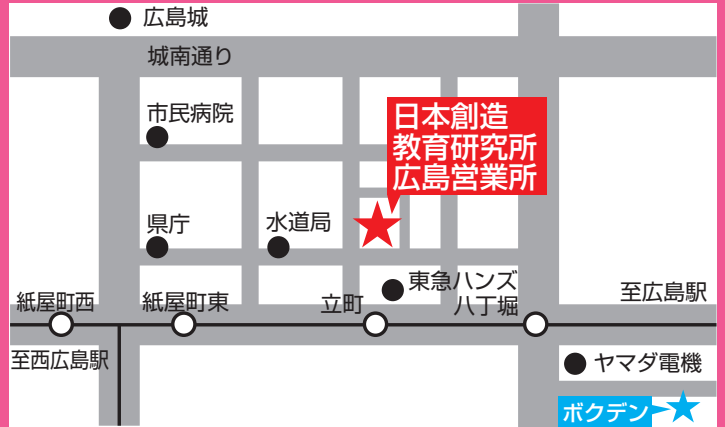 広島城
城南通り
市民病院
日本創造
教育研究所
広島営業所
県庁
水道局
東急ハンズ
八丁堀
至広島駅
紙屋町西
紙屋町東
立町
至西広島駅
ヤマダ電機
ボクデン